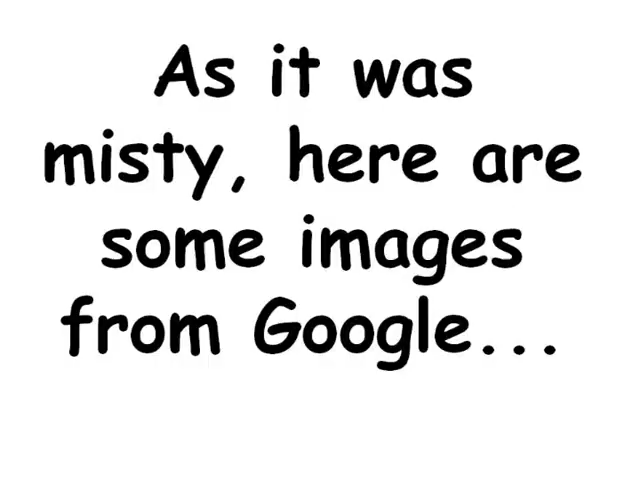 As it was
misty, here are
some images
from Google...